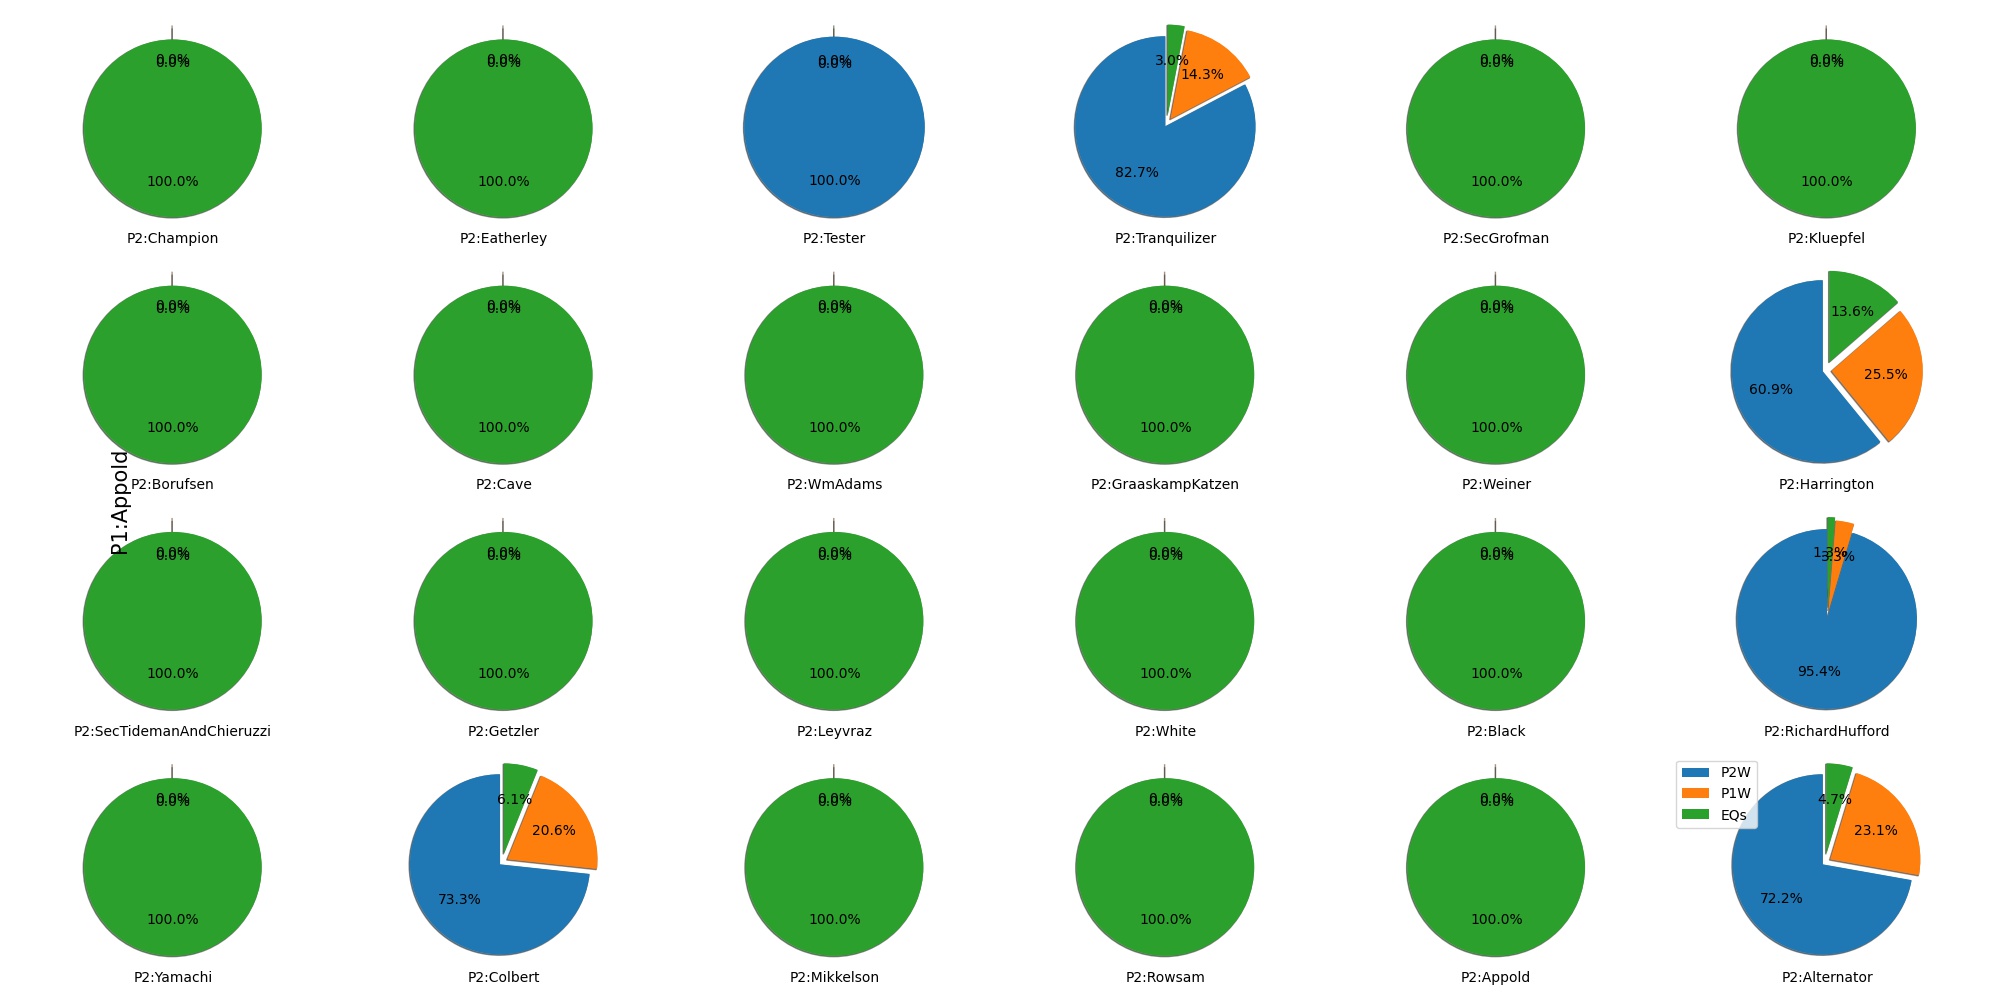 0.0%
0.0%
100.0%
P2:Champion
0.0%
0.0%
100.0%
P2:Eatherley
0.0%
0.0%
100.0%
P2:Tester
3.0%
14.3%
82.7%
P2:Tranquilizer
0.0%
0.0%
100.0%
P2:SecGrofman
0.0%
0.0%
100.0%
P2:Kluepfel
0.0%
0.0%
100.0%
P2:Borufsen
0.0%
0.0%
100.0%
P2:Cave
0.0%
0.0%
100.0%
P2:WmAdams
0.0%
0.0%
100.0%
P2:GraaskampKatzen
0.0%
0.0%
100.0%
P2:Weiner
13.6%
25.5%
60.9%
P2:Harrington
P1:Appold
0.0%
0.0%
100.0%
P2:SecTidemanAndChieruzzi
0.0%
0.0%
100.0%
P2:Getzler
0.0%
0.0%
100.0%
P2:Leyvraz
0.0%
0.0%
100.0%
P2:White
0.0%
0.0%
100.0%
P2:Black
1.3%
3.3%
95.4%
P2:RichardHufford
0.0%
0.0%
100.0%
P2:Yamachi
6.1%
20.6%
73.3%
P2:Colbert
0.0%
0.0%
100.0%
P2:Mikkelson
0.0%
0.0%
100.0%
P2:Rowsam
0.0%
0.0%
100.0%
P2:Appold
P2W
P1W
EQs
4.7%
23.1%
72.2%
P2:Alternator